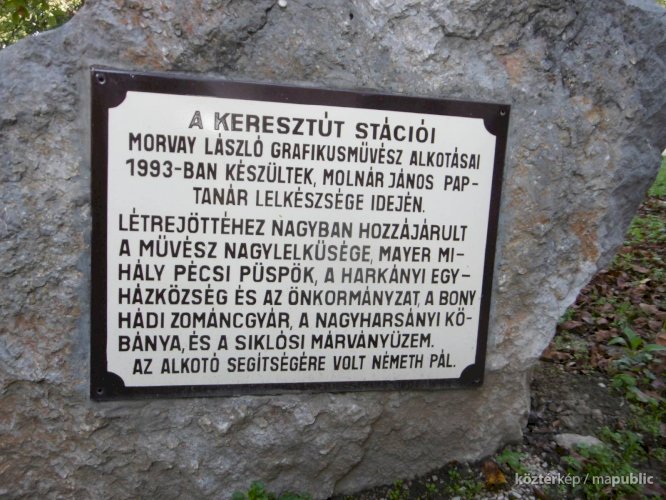 A KERESZTÚT STÁCIÓI
MORVAY LÁSZLÓ GRAFIKUSMŰVÉSZ ALKOTÁSAI
1993-BAN KÉSZÜLTEK, MOLNÁR JÁNOS PAP-
TANÁR LELKÉSZSÉGE IDEJÉN.
LÉTREJÖTTÉHEZ NAGYBAN HOZZÁJÁRULT
A MŰVÉSZ NAGYLELKŰSÉGE, MAYER MI-
HÁLY PÉCSI PÜSPÖK, A HARKÁNYI EGY-
HÁZKÖZSÉG ÉS AZ ÖNKORMÁNYZAT, A BONY
HÁDI ZOMÁNCGYÁR, A NAGYHARSÁNYI KŐ-
BÁNYA, ÉS A SIKLÓSI MÁRVÁNYÜZEM.
AZ ALKOTÓ SEGÍTSÉGÉRE VOLT NÉMETH PÁL.
köztérkép / mapublic